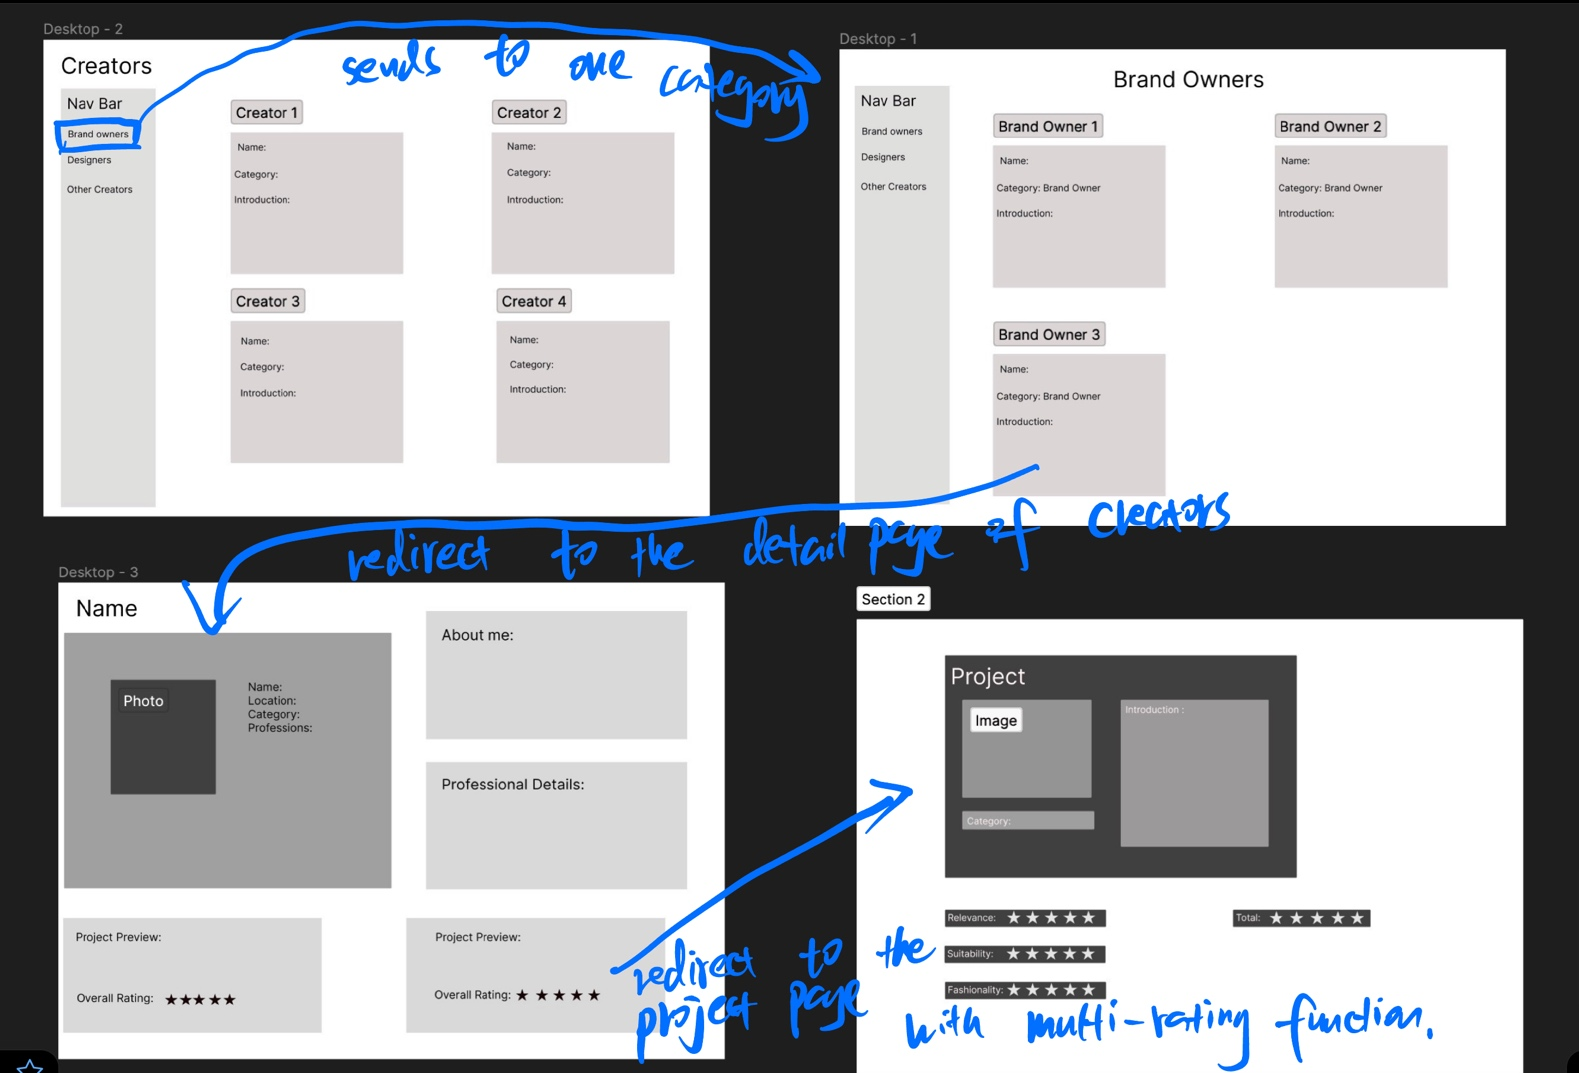 Desktop - 2
Creators
Nav Bar
Brand owners
Designers
Other Creators
Creator 1
Name:
Category:
Introduction:
Creator 2
Name:
Category:
Introduction:
Creator 3
Name:
Category:
Introduction:
Creator 4
Name:
Category:
Introduction:
sends to one category
Desktop - 1
Brand Owners
Nav Bar
Brand owners
Designers
Other Creators
Brand Owner 1
Name:
Category: Brand Owner
Introduction:
Brand Owner 2
Name:
Category: Brand Owner
Introduction:
Brand Owner 3
Name:
Category: Brand Owner
Introduction:
redirect to the detail page of creators
Desktop - 3
Name
Photo
Name:
Location:
Category:
Professions:
About me:
Professional Details:
Project Preview:
Overall Rating: ★★★★★
Project Preview:
Overall Rating: ★ ★ ★ ★ ★
redirect to the
project page
with multi-rating function.
Section 2
Project
Image
Category:
Introduction :
Relevance: ★ ★ ★ ★ ★
Suitability: ★ ★ ★ ★ ★
Fashionality: ★ ★ ★ ★ ★
Total: ★ ★ ★ ★ ★